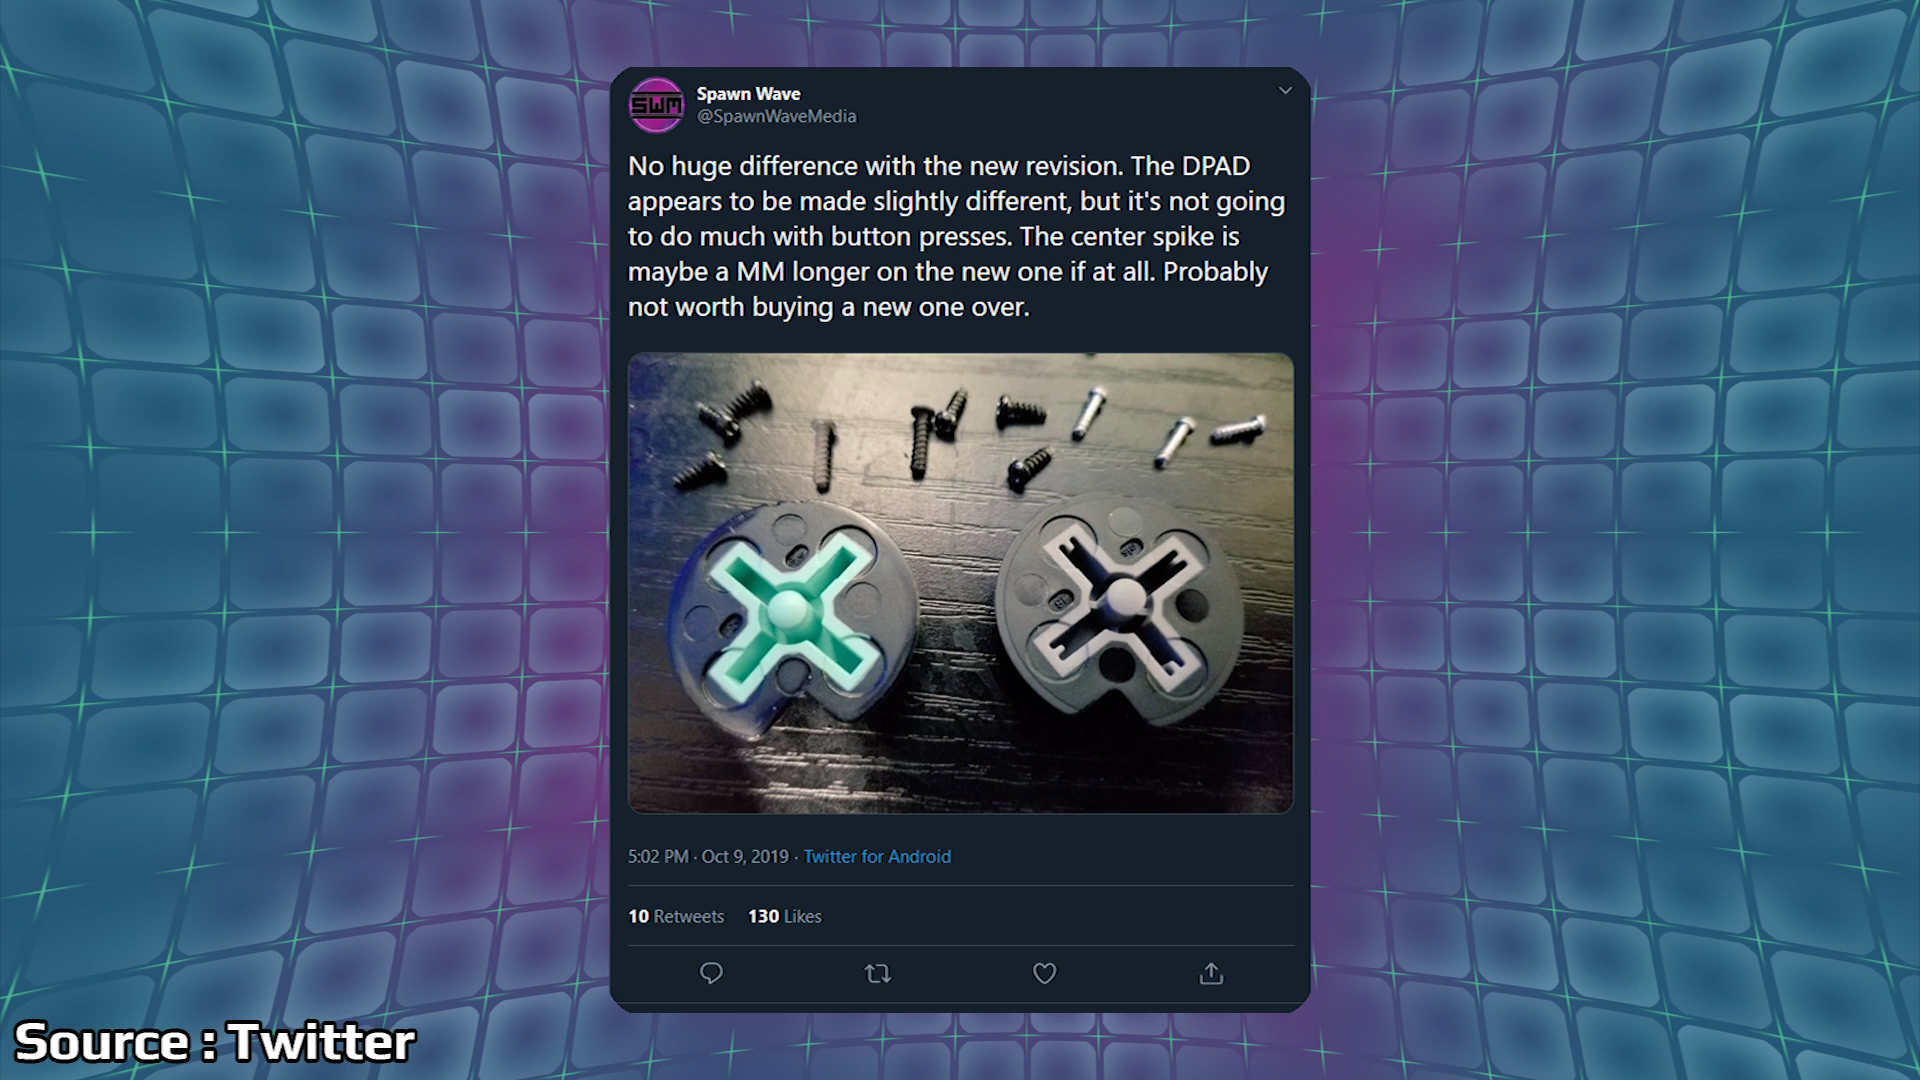 SWM
Spawn Wave
@SpawnWaveMedia
No huge difference with the new revision. The DPAD
appears to be made slightly different, but it's not going
to do much with button presses. The center spike is
maybe a MM longer on the new one if at all. Probably
not worth buying a new one over.
5:02 PM · Oct 9, 2019 · Twitter for Android
10 Retweets 130 Likes
Source : Twitter